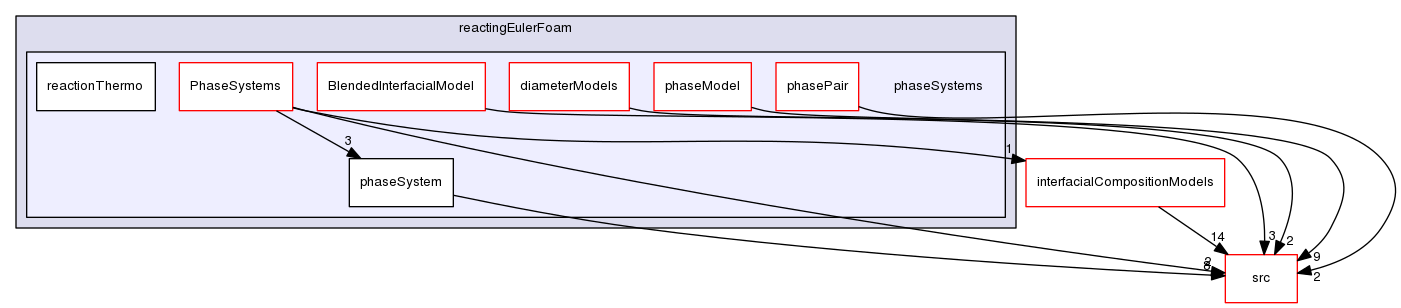 reactingEulerFoam
reactionThermo
PhaseSystems
BlendedInterfacialModel
diameterModels
phaseModel
phasePair
phaseSystems
3
1
phaseSystem
interfacialCompositionModels
14
3
2
9
2
src